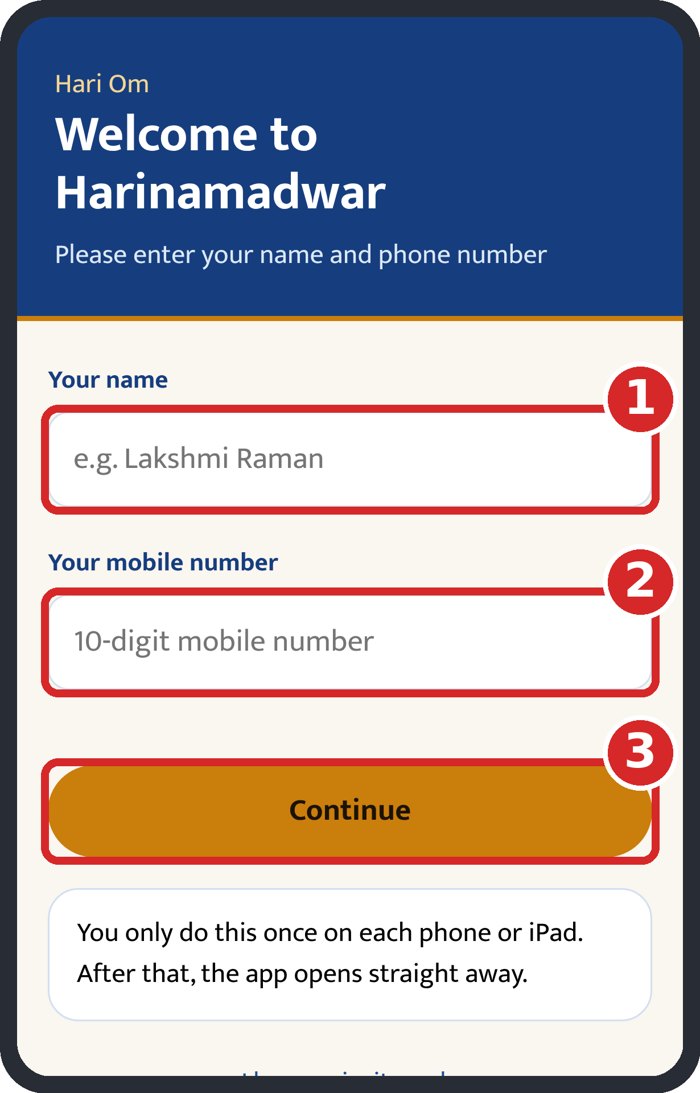 Hari Om
Welcome to
Harinamadwar
Please enter your name and phone number
Your name
1
e.g. Lakshmi Raman
Your mobile number
2
10-digit mobile number
3
Continue
You only do this once on each phone or iPad.
After that, the app opens straight away.